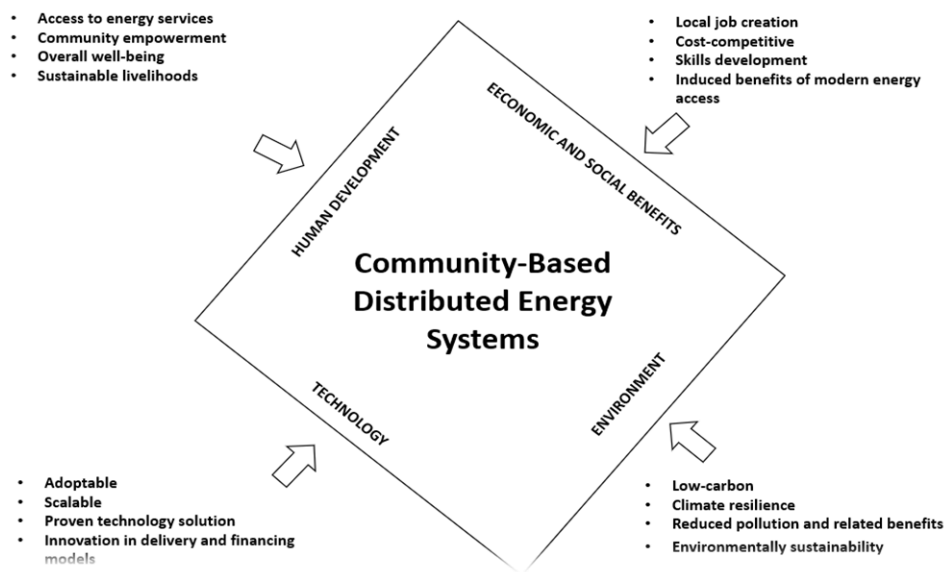 • Access to energy services
• Community empowerment
• Overall well-being
• Sustainable livelihoods
• Local job creation
• Cost-competitive
• Skills development
• Induced benefits of modern energy
access
HUMAN DEVELOPMENT
EECONOMIC AND SOCIAL BENEFITS
Community-Based
Distributed Energy
Systems
TECHNOLOGY
ENVIRONMENT
• Adoptable
• Scalable
• Proven technology solution
• Innovation in delivery and financing
models
• Low-carbon
• Climate resilience
• Reduced pollution and related benefits
• Environmentally sustainability